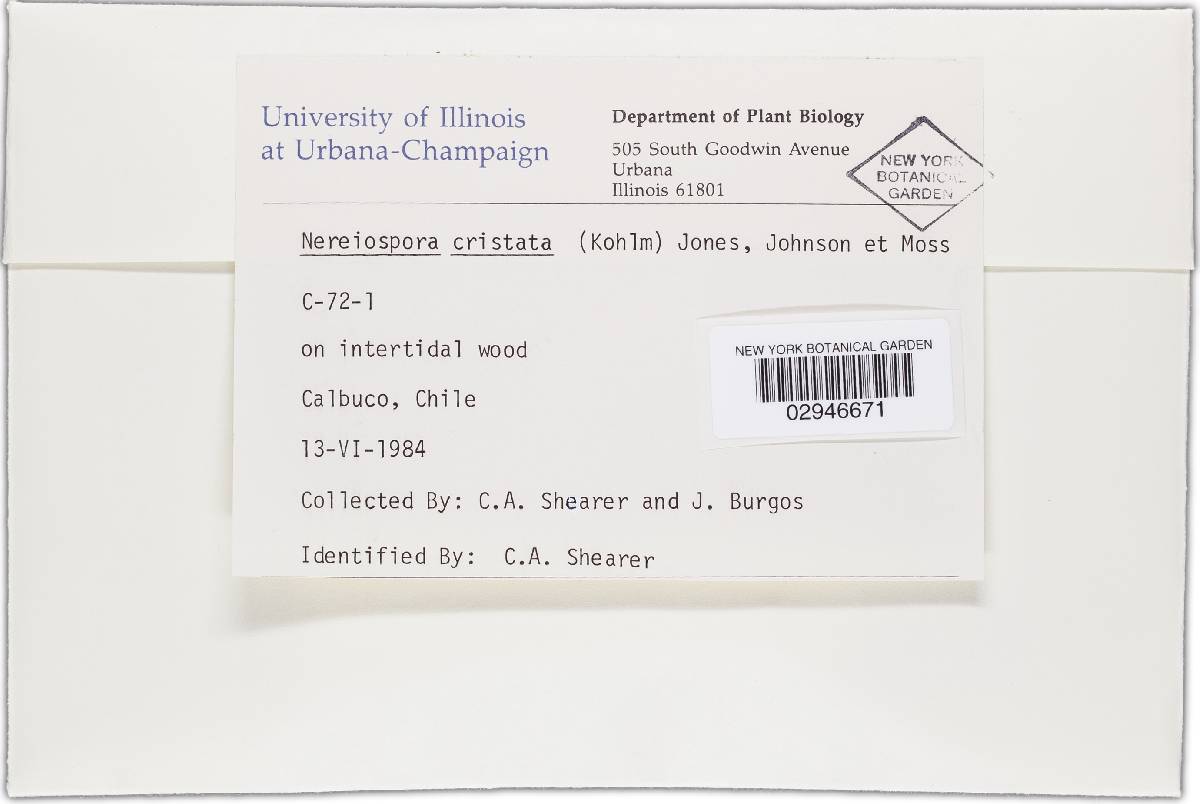 University of Illinois
at Urbana-Champaign
Department of Plant Biology
505 South Goodwin Avenue
Urbana
Illinois 61801
NEW YORK
BOTANICAL
GARDEN
Nereiospora cristata (Kohlm) Jones, Johnson et Moss
C-72-1
on intertidal wood
Calbuco, Chile
13-VI-1984
Collected By: C.A. Shearer and J. Burgos
Identified By: C.A. Shearer
NEW YORK BOTANICAL GARDEN
02946671